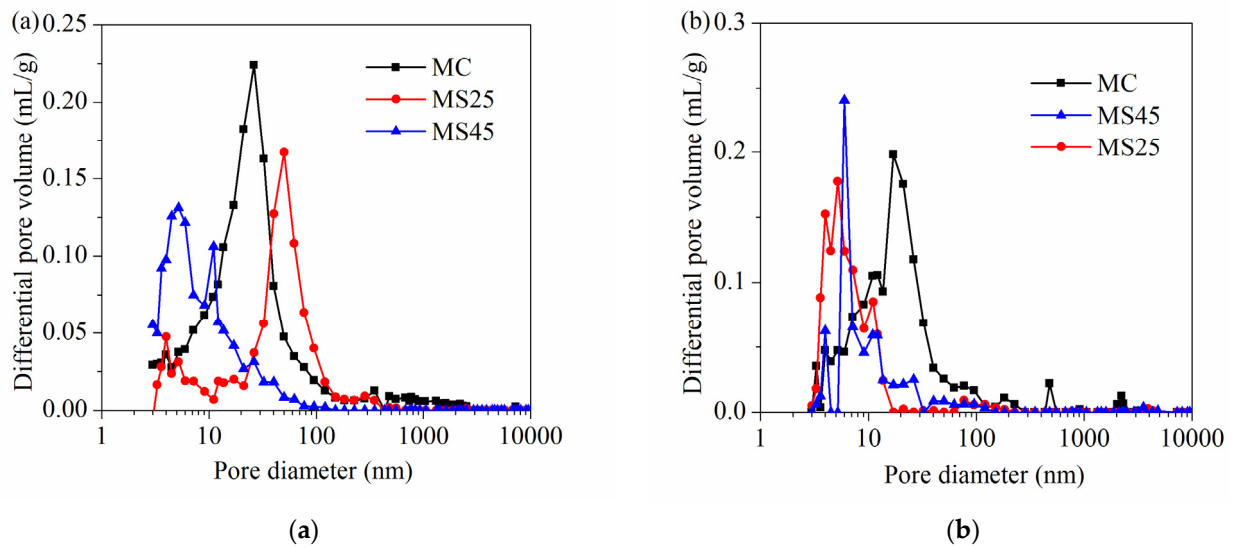 (a)
0.25
0.20
0.15
0.10
0.05
0.00
Differential pore volume (mL/g)
MC
MS25
MS45
1 10 100 1000 10000
Pore diameter (nm)
(a)
(b)
0.3
0.2
0.1
0.0
Differential pore volume (mL/g)
MC
MS45
MS25
1 10 100 1000 10000
Pore diameter (nm)
(b)